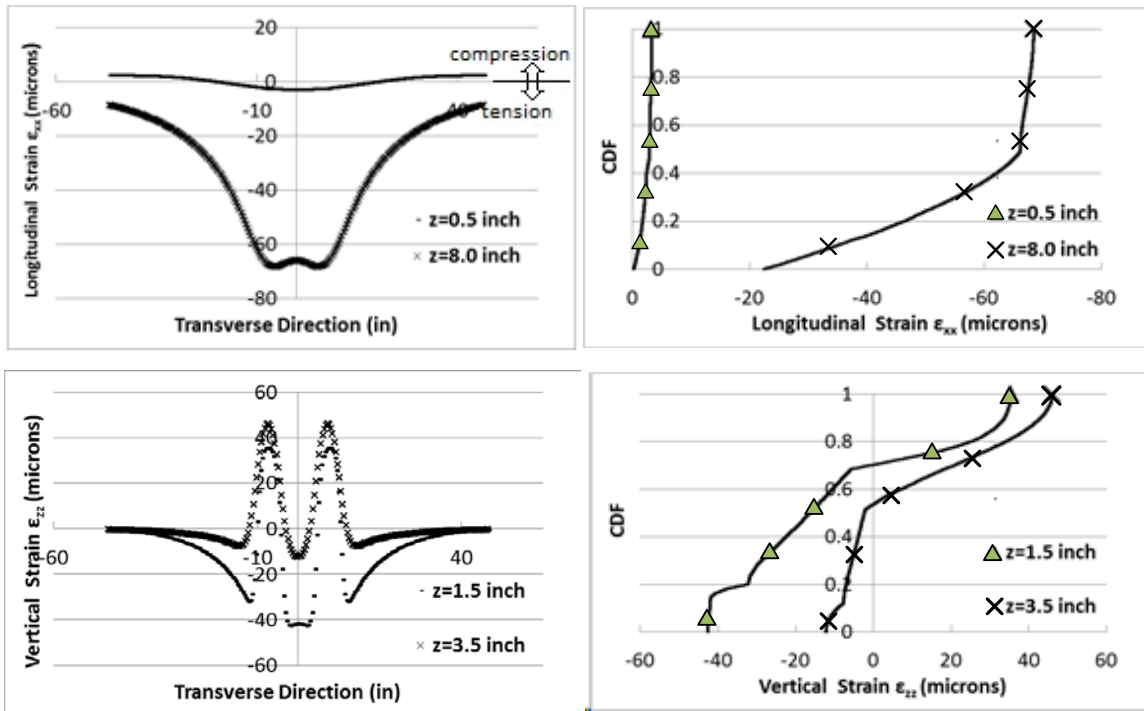 20
0
-20
-40
-60
-80
-60
-10
40
compression
tension
Longitudinal Strain εxx (microns)
Transverse Direction (in)
z=0.5 inch
z=8.0 inch
1
0.8
0.6
0.4
0.2
0
0
-20
-40
-60
-80
CDF
Longitudinal Strain εxx (microns)
z=0.5 inch
z=8.0 inch
60
40
20
0
-20
-40
-60
-60
-10
40
Vertical Strain εzz (microns)
Transverse Direction (in)
z=1.5 inch
z=3.5 inch
1
0.8
0.6
0.4
0.2
0
-60
-40
-20
0
20
40
60
CDF
Vertical Strain εzz (microns)
z=1.5 inch
z=3.5 inch